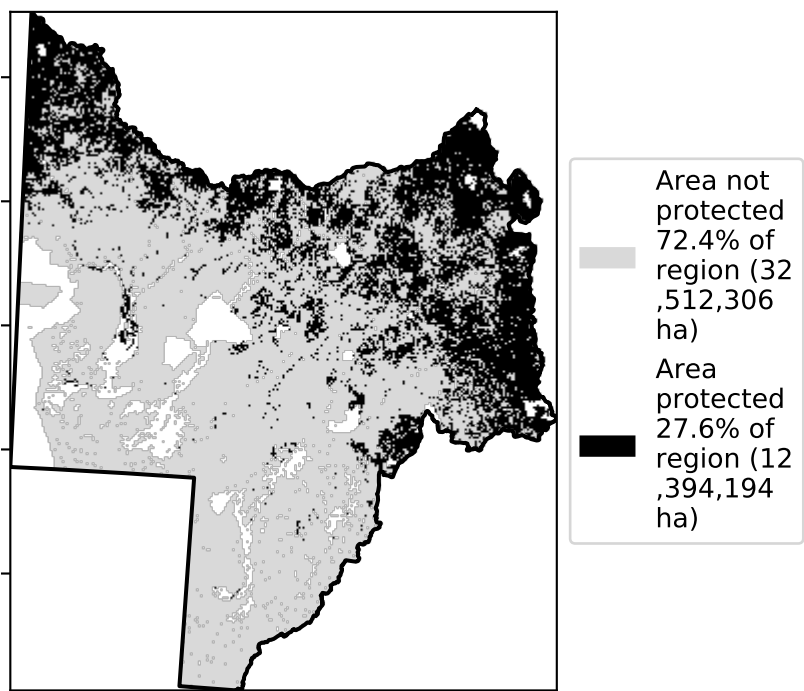 Area not
protected
72.4% of
region (32
,512,306
ha)
Area
protected
27.6% of
region (12
,394,194
ha)